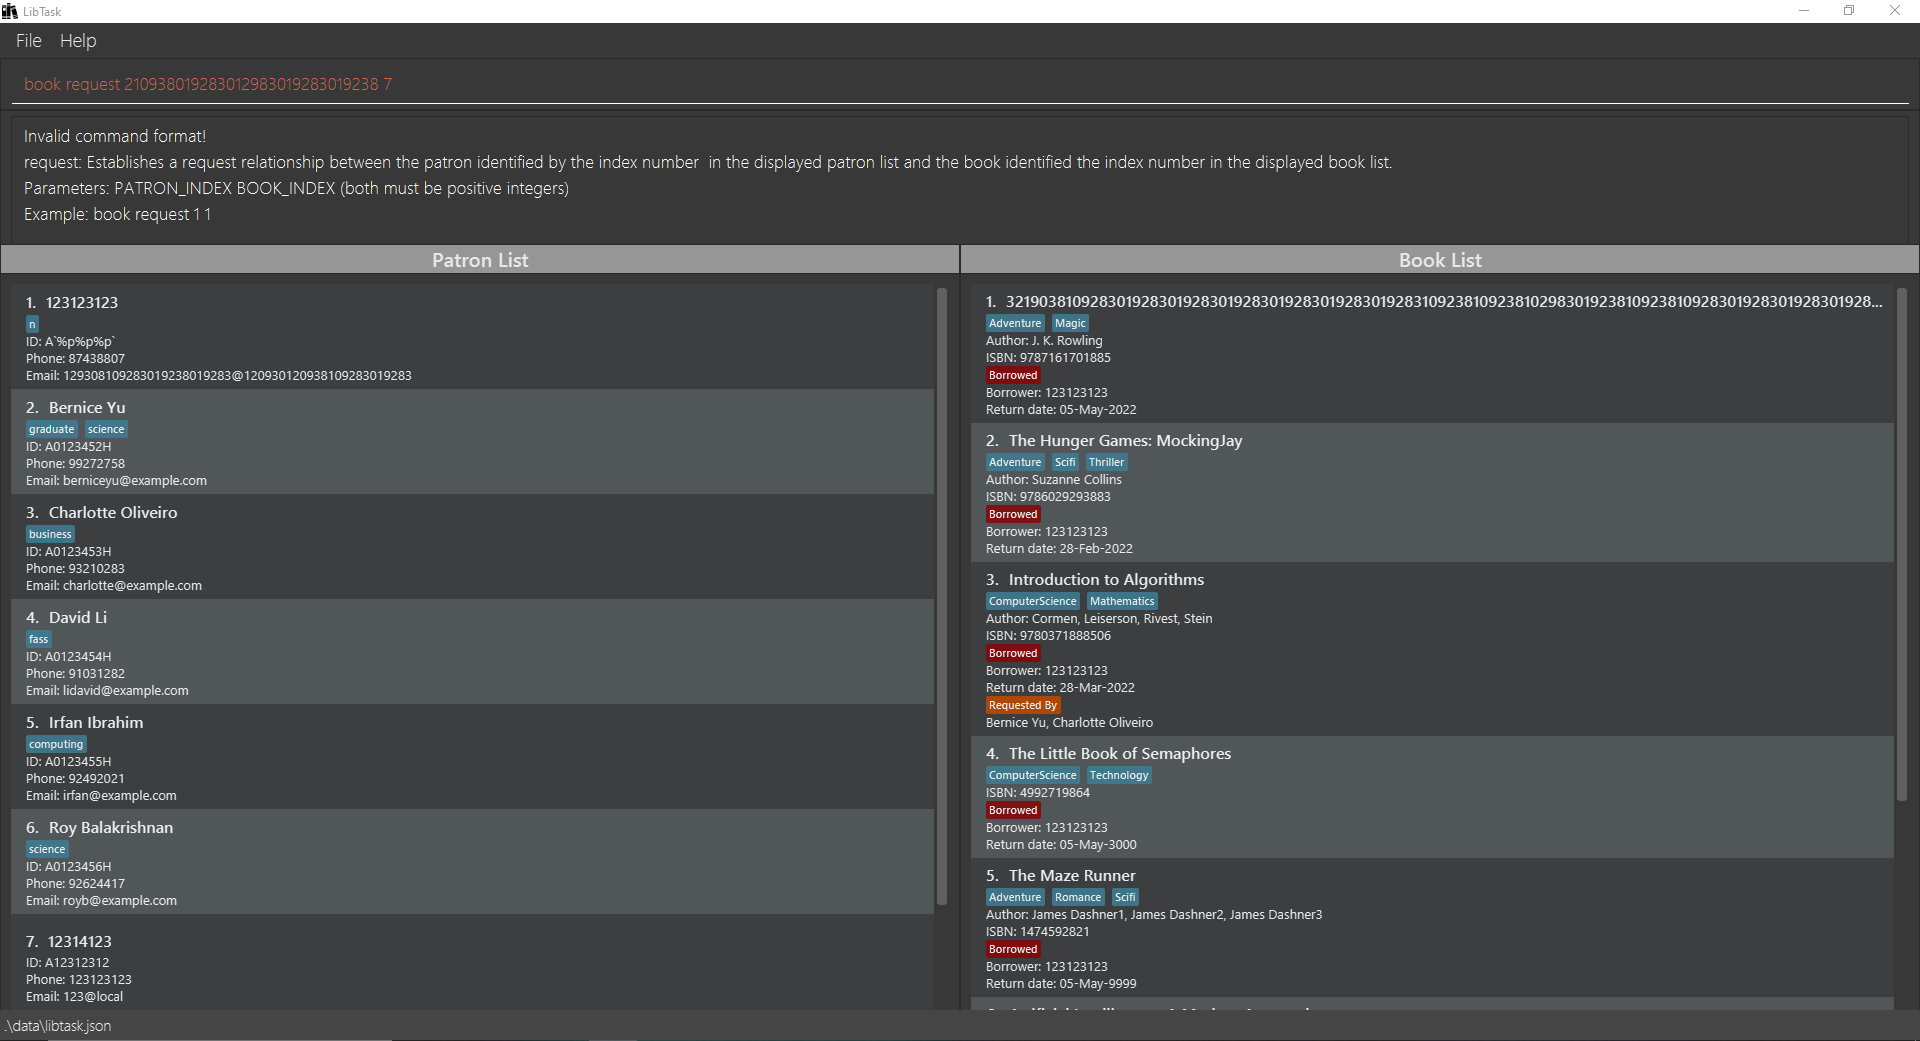 LibTask
File Help
book request 210938019283012983019283019238 7
Invalid command format!
request: Establishes a request relationship between the patron identified by the index number  in the displayed patron list and the book identified the index number in the displayed book list.
Parameters: PATRON_INDEX BOOK_INDEX (both must be positive integers)
Example: book request 1 1
Patron List
1. 123123123
n
ID: A`%p%p%p`
Phone: 87438807
Email: 129308109283019238019283@120930120938109283019283
2. Bernice Yu
graduate science
ID: A0123452H
Phone: 99272758
Email: berniceyu@example.com
3. Charlotte Oliveiro
business
ID: A0123453H
Phone: 93210283
Email: charlotte@example.com
4. David Li
fass
ID: A0123454H
Phone: 91031282
Email: lidavid@example.com
5. Irfan Ibrahim
computing
ID: A0123455H
Phone: 92492021
Email: irfan@example.com
6. Roy Balakrishnan
science
ID: A0123456H
Phone: 92624417
Email: royb@example.com
7. 12314123
ID: A12312312
Phone: 123123123
Email: 123@local
Book List
1. 321903810928301928301928301928301928301928301928310923810923810298301923810923810928301928301928301928...
Adventure Magic
Author: J. K. Rowling
ISBN: 9787161701885
Borrowed
Borrower: 123123123
Return date: 05-May-2022
2. The Hunger Games: MockingJay
Adventure Scifi Thriller
Author: Suzanne Collins
ISBN: 9786029293883
Borrowed
Borrower: 123123123
Return date: 28-Feb-2022
3. Introduction to Algorithms
ComputerScience Mathematics
Author: Cormen, Leiserson, Rivest, Stein
ISBN: 9780371888506
Borrowed
Borrower: 123123123
Return date: 28-Mar-2022
Requested By
Bernice Yu, Charlotte Oliveiro
4. The Little Book of Semaphores
ComputerScience Technology
ISBN: 4992719864
Borrowed
Borrower: 123123123
Return date: 05-May-3000
5. The Maze Runner
Adventure Romance Scifi
Author: James Dashner1, James Dashner2, James Dashner3
ISBN: 1474592821
Borrowed
Borrower: 123123123
Return date: 05-May-9999
.\data\libtask.json